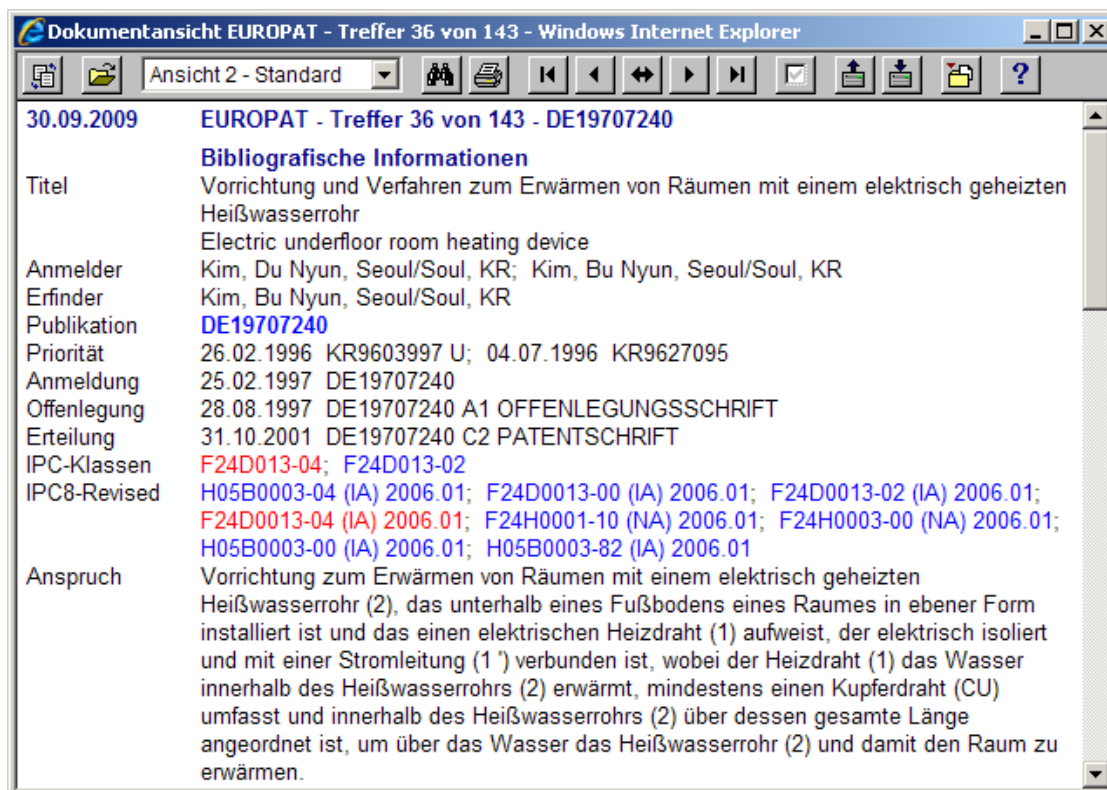 Dokumentansicht EUROPAT - Treffer 36 von 143 - Windows Internet Explorer
Ansicht 2 - Standard
?
30.09.2009 EUROPAT - Treffer 36 von 143 - DE19707240
Bibliografische Informationen
Titel Vorrichtung und Verfahren zum Erwärmen von Räumen mit einem elektrisch geheizten
Heißwasserrohr
Electric underfloor room heating device
Anmelder Kim, Du Nyun, Seoul/Soul, KR; Kim, Bu Nyun, Seoul/Soul, KR
Erfinder Kim, Bu Nyun, Seoul/Soul, KR
Publikation DE19707240
Priorität 26.02.1996 KR9603997 U; 04.07.1996 KR9627095
Anmeldung 25.02.1997 DE19707240
Offenlegung 28.08.1997 DE19707240 A1 OFFENLEGUNGSSCHRIFT
Erteilung 31.10.2001 DE19707240 C2 PATENTSCHRIFT
IPC-Klassen F24D013-04; F24D013-02
IPC8-Revised H05B0003-04 (IA) 2006.01; F24D0013-00 (IA) 2006.01; F24D0013-02 (IA) 2006.01;
F24D0013-04 (IA) 2006.01; F24H0001-10 (NA) 2006.01; F24H0003-00 (NA) 2006.01;
H05B0003-00 (IA) 2006.01; H05B0003-82 (IA) 2006.01
Anspruch Vorrichtung zum Erwärmen von Räumen mit einem elektrisch geheizten
Heißwasserrohr (2), das unterhalb eines Fußbodens eines Raumes in ebener Form
installiert ist und das einen elektrischen Heizdraht (1) aufweist, der elektrisch isoliert
und mit einer Stromleitung (1 ') verbunden ist, wobei der Heizdraht (1) das Wasser
innerhalb des Heißwasserrohrs (2) erwärmt, mindestens einen Kupferdraht (CU)
umfasst und innerhalb des Heißwasserrohrs (2) über dessen gesamte Länge
angeordnet ist, um über das Wasser das Heißwasserrohr (2) und damit den Raum zu
erwärmen.